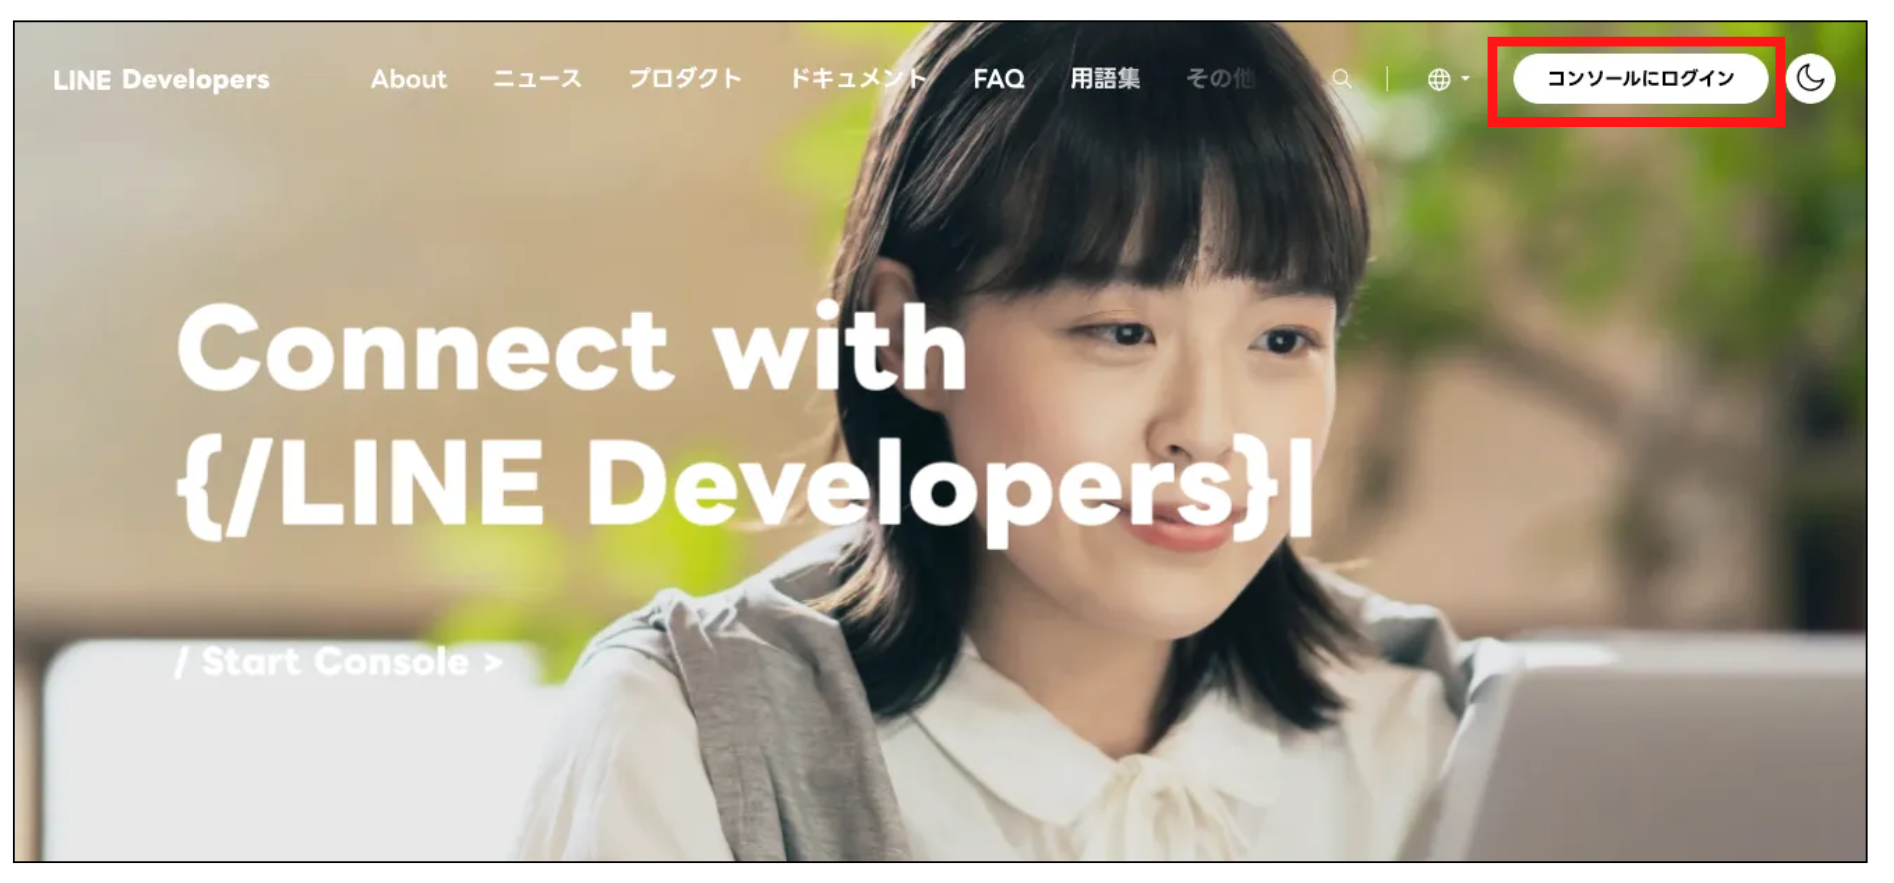 LINE Developers About ニュース プロダクト ドキュメント FAQ 用語集 その他 コンソールにログイン
Connect with
{/LINE Developers}|
/ Start Console >